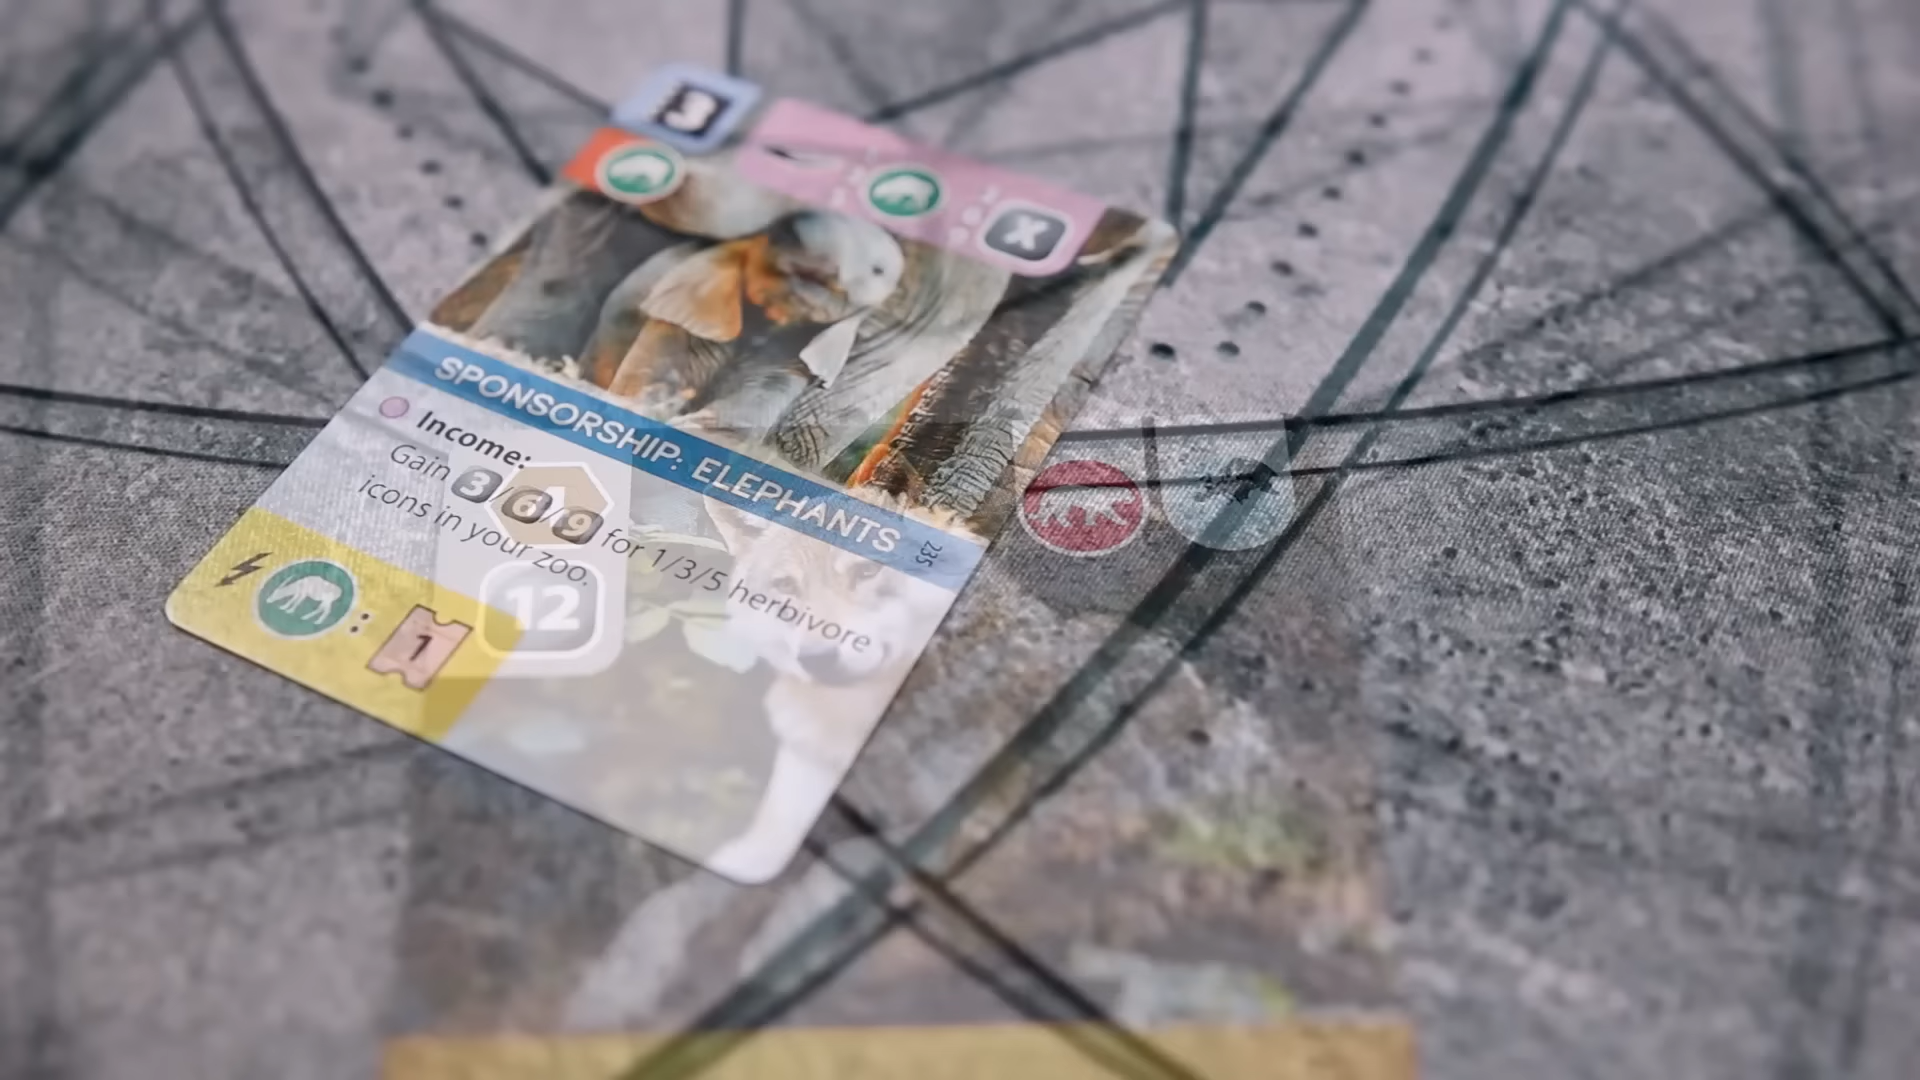 3
X
SPONSORSHIP: ELEPHANTS
235
Income:
Gain 3/6/9 for 1/3/5 herbivore
icons in your zoo.
12
: 1